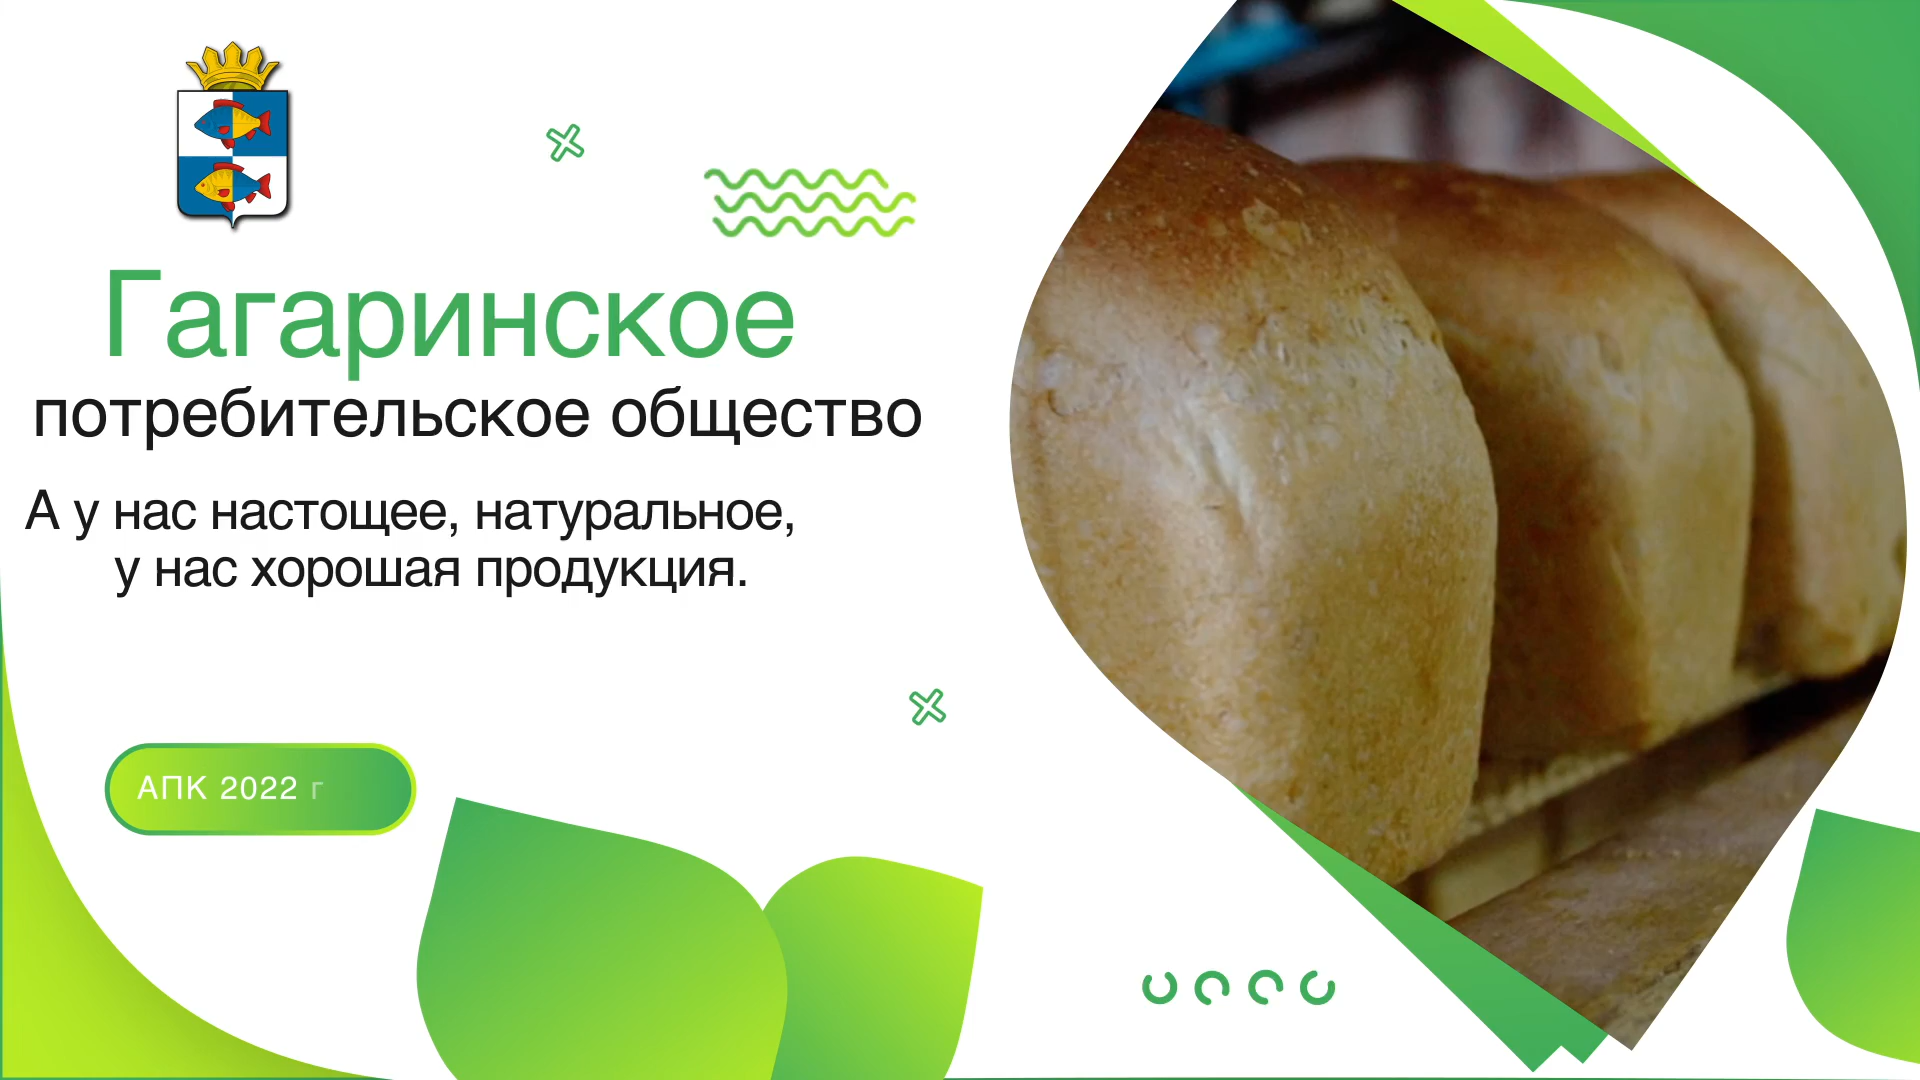 Гагаринское
потребительское общество
А у нас настощее, натуральное,
у нас хорошая продукция.
АПК 2022 г